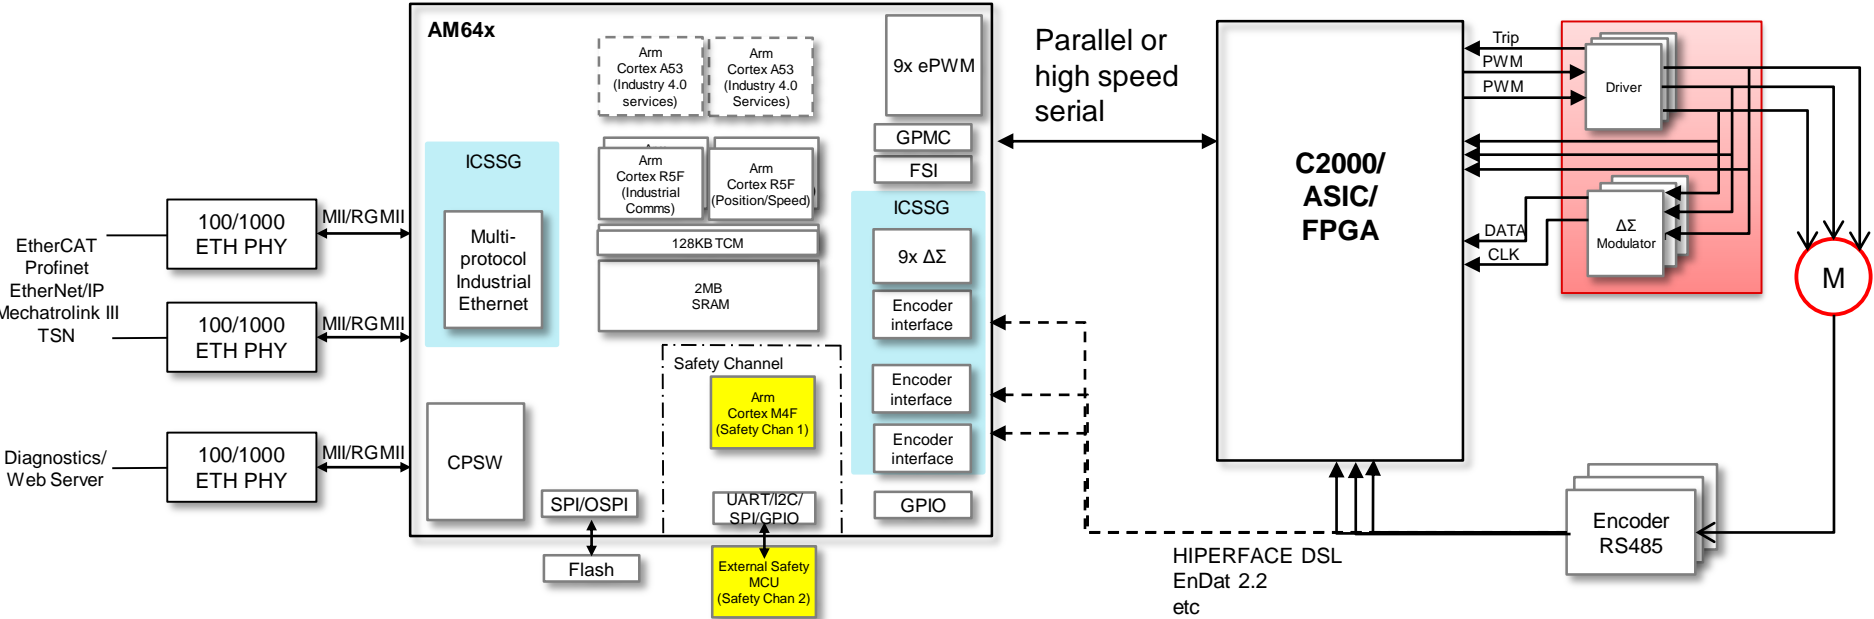 AM64x
Arm
Cortex A53
(Industry 4.0
services)
Arm
Cortex A53
(Industry 4.0
Services)
9x ePWM
GPMC
FSI
ICSSG
Multi-
protocol
Industrial
Ethernet
Arm
Cortex R5F
(Industrial
Comms)
Arm
Cortex R5F
(Position/Speed)
128KB TCM
2MB
SRAM
ICSSG
9x ΔΣ
Encoder
interface
Encoder
interface
Encoder
interface
GPIO
Safety Channel
Arm
Cortex M4F
(Safety Chan 1)
UART/I2C/
SPI/GPIO
External Safety
MCU
(Safety Chan 2)
CPSW
SPI/OSPI
Flash
EtherCAT
Profinet
EtherNet/IP
Mechatrolink III
TSN
100/1000
ETH PHY
MII/RGMII
100/1000
ETH PHY
MII/RGMII
Diagnostics/
Web Server
100/1000
ETH PHY
MII/RGMII
Parallel or
high speed
serial
C2000/
ASIC/
FPGA
Trip
PWM
PWM
Driver
DATA
CLK
ΔΣ
Modulator
M
Encoder
RS485
HIPERFACE DSL
EnDat 2.2
etc